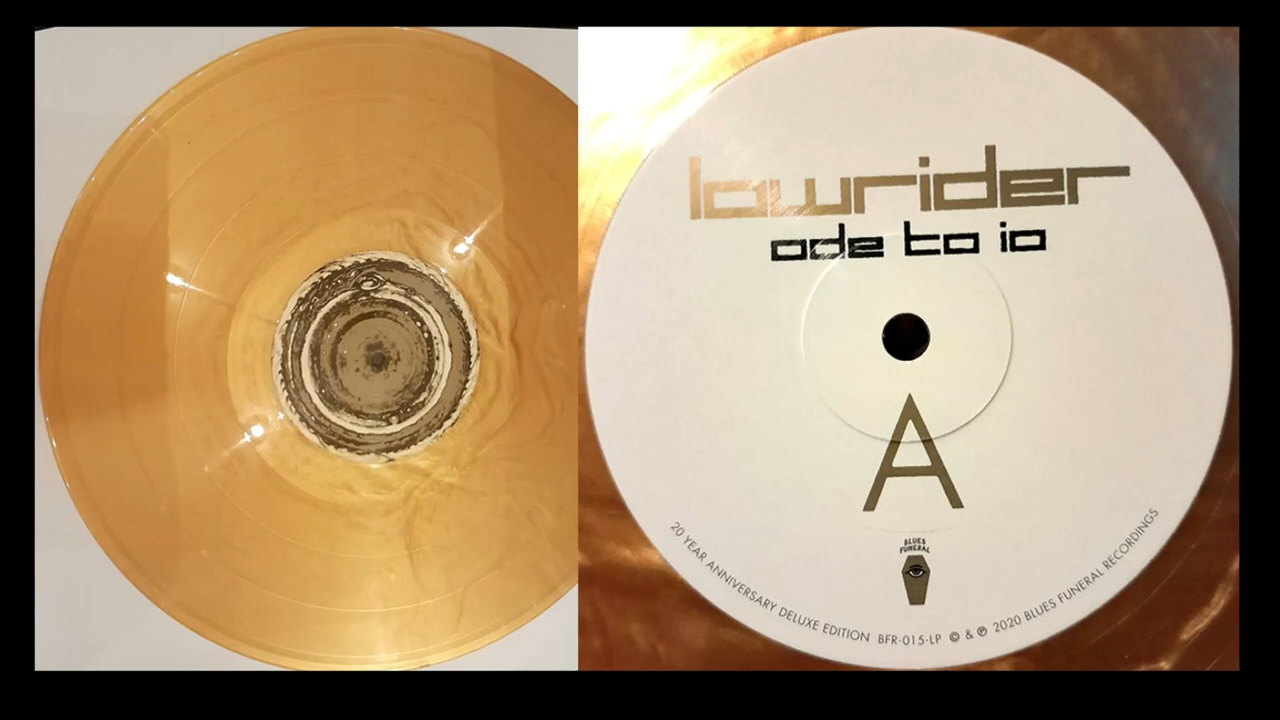 lowrider
ode to io
A
BLUES
FUNERAL
20 YEAR ANNIVERSARY DELUXE EDITION BFR-015-LP © & ℗ 2020 BLUES FUNERAL RECORDINGS